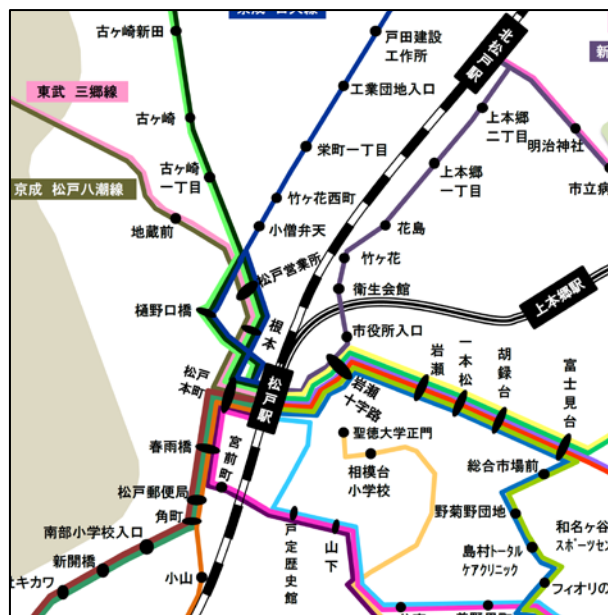 古ヶ崎新田
戸田建設
工作所
北松戸駅
新
東武 三郷線
工業団地入口
古ヶ崎
上本郷
二丁目
明治神社
栄町一丁目
古ヶ崎
一丁目
上本郷
一丁目
市立病
京成 松戸八潮線
竹ヶ花西町
地蔵前
小僧弁天
花島
松戸営業所
竹ヶ花
衛生会館
上本郷駅
樋野口橋
根本
市役所入口
松戸
本町
松戸駅
岩瀬
十字路
岩瀬
一本松
胡録台
富士見台
聖徳大学正門
春雨橋
宮前町
相模台
小学校
総合市場前
松戸郵便局
角町
野菊野団地
南部小学校入口
戸定歴史館
山下
和名ヶ谷
スポーツセン
新開橋
小山
島村トータル
ケアクリニック
キカワ
フィオリの